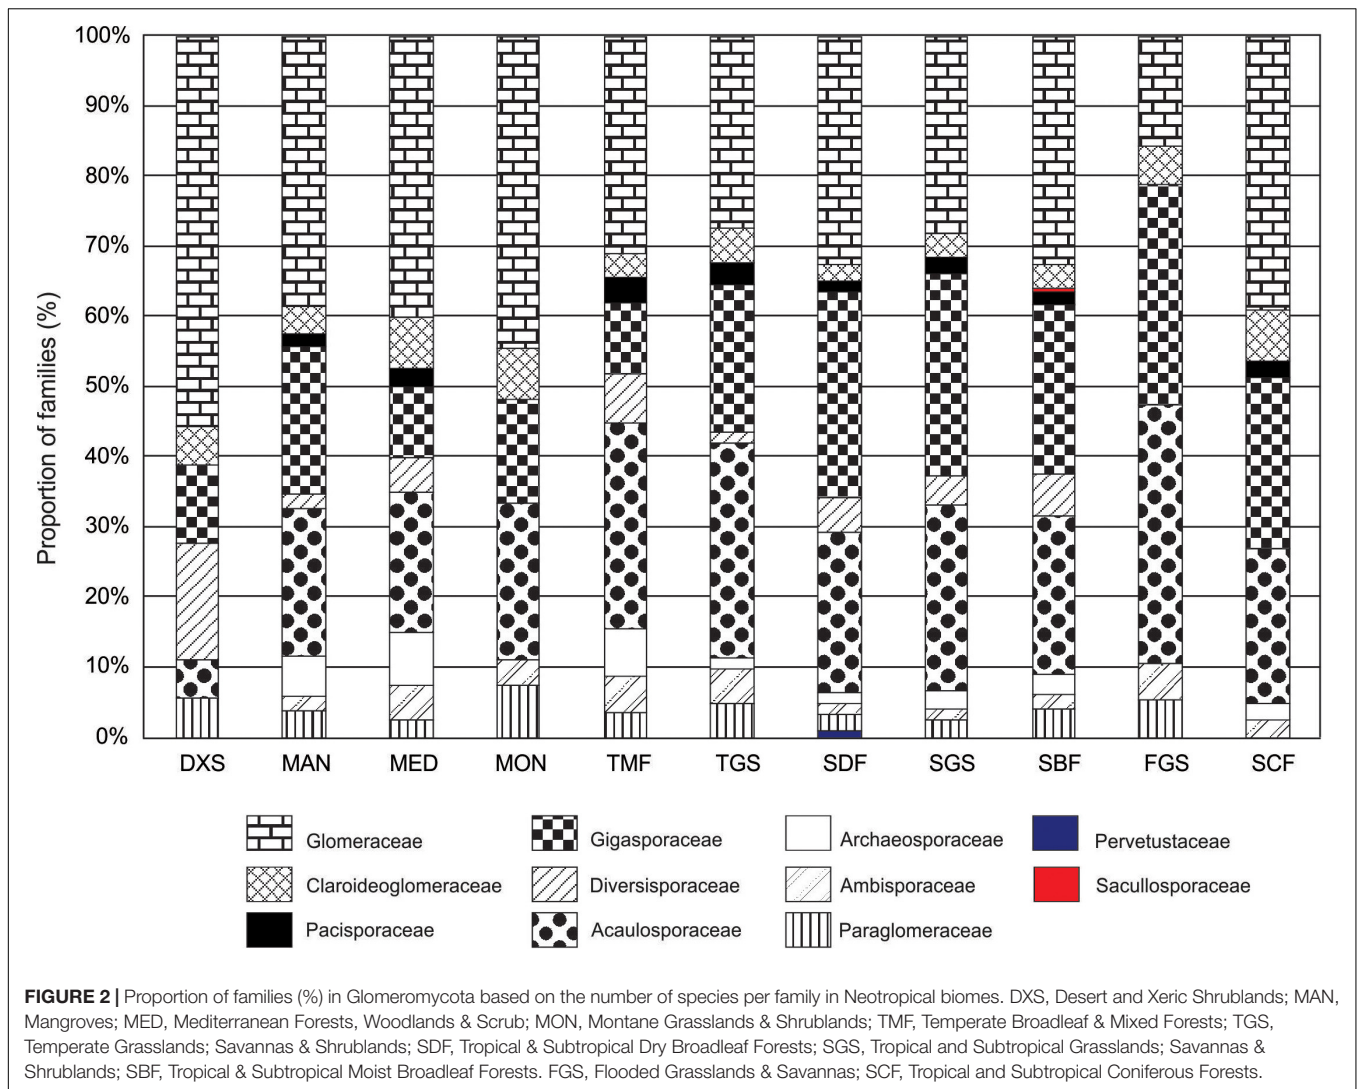 100%
90%
80%
70%
60%
50%
40%
30%
20%
10%
0%
Proportion of families (%)
DXS MAN MED MON TMF TGS SDF SGS SBF FGS SCF
Glomeraceae Gigasporaceae Archaeosporaceae Pervetustaceae
Claroideoglomeraceae Diversisporaceae Ambisporaceae Sacullosporaceae
Pacisporaceae Acaulosporaceae Paraglomeraceae
FIGURE 2 | Proportion of families (%) in Glomeromycota based on the number of species per family in Neotropical biomes. DXS, Desert and Xeric Shrublands; MAN,
Mangroves; MED, Mediterranean Forests, Woodlands & Scrub; MON, Montane Grasslands & Shrublands; TMF, Temperate Broadleaf & Mixed Forests; TGS,
Temperate Grasslands; Savannas & Shrublands; SDF, Tropical & Subtropical Dry Broadleaf Forests; SGS, Tropical and Subtropical Grasslands; Savannas &
Shrublands; SBF, Tropical & Subtropical Moist Broadleaf Forests. FGS, Flooded Grasslands & Savannas; SCF, Tropical and Subtropical Coniferous Forests.